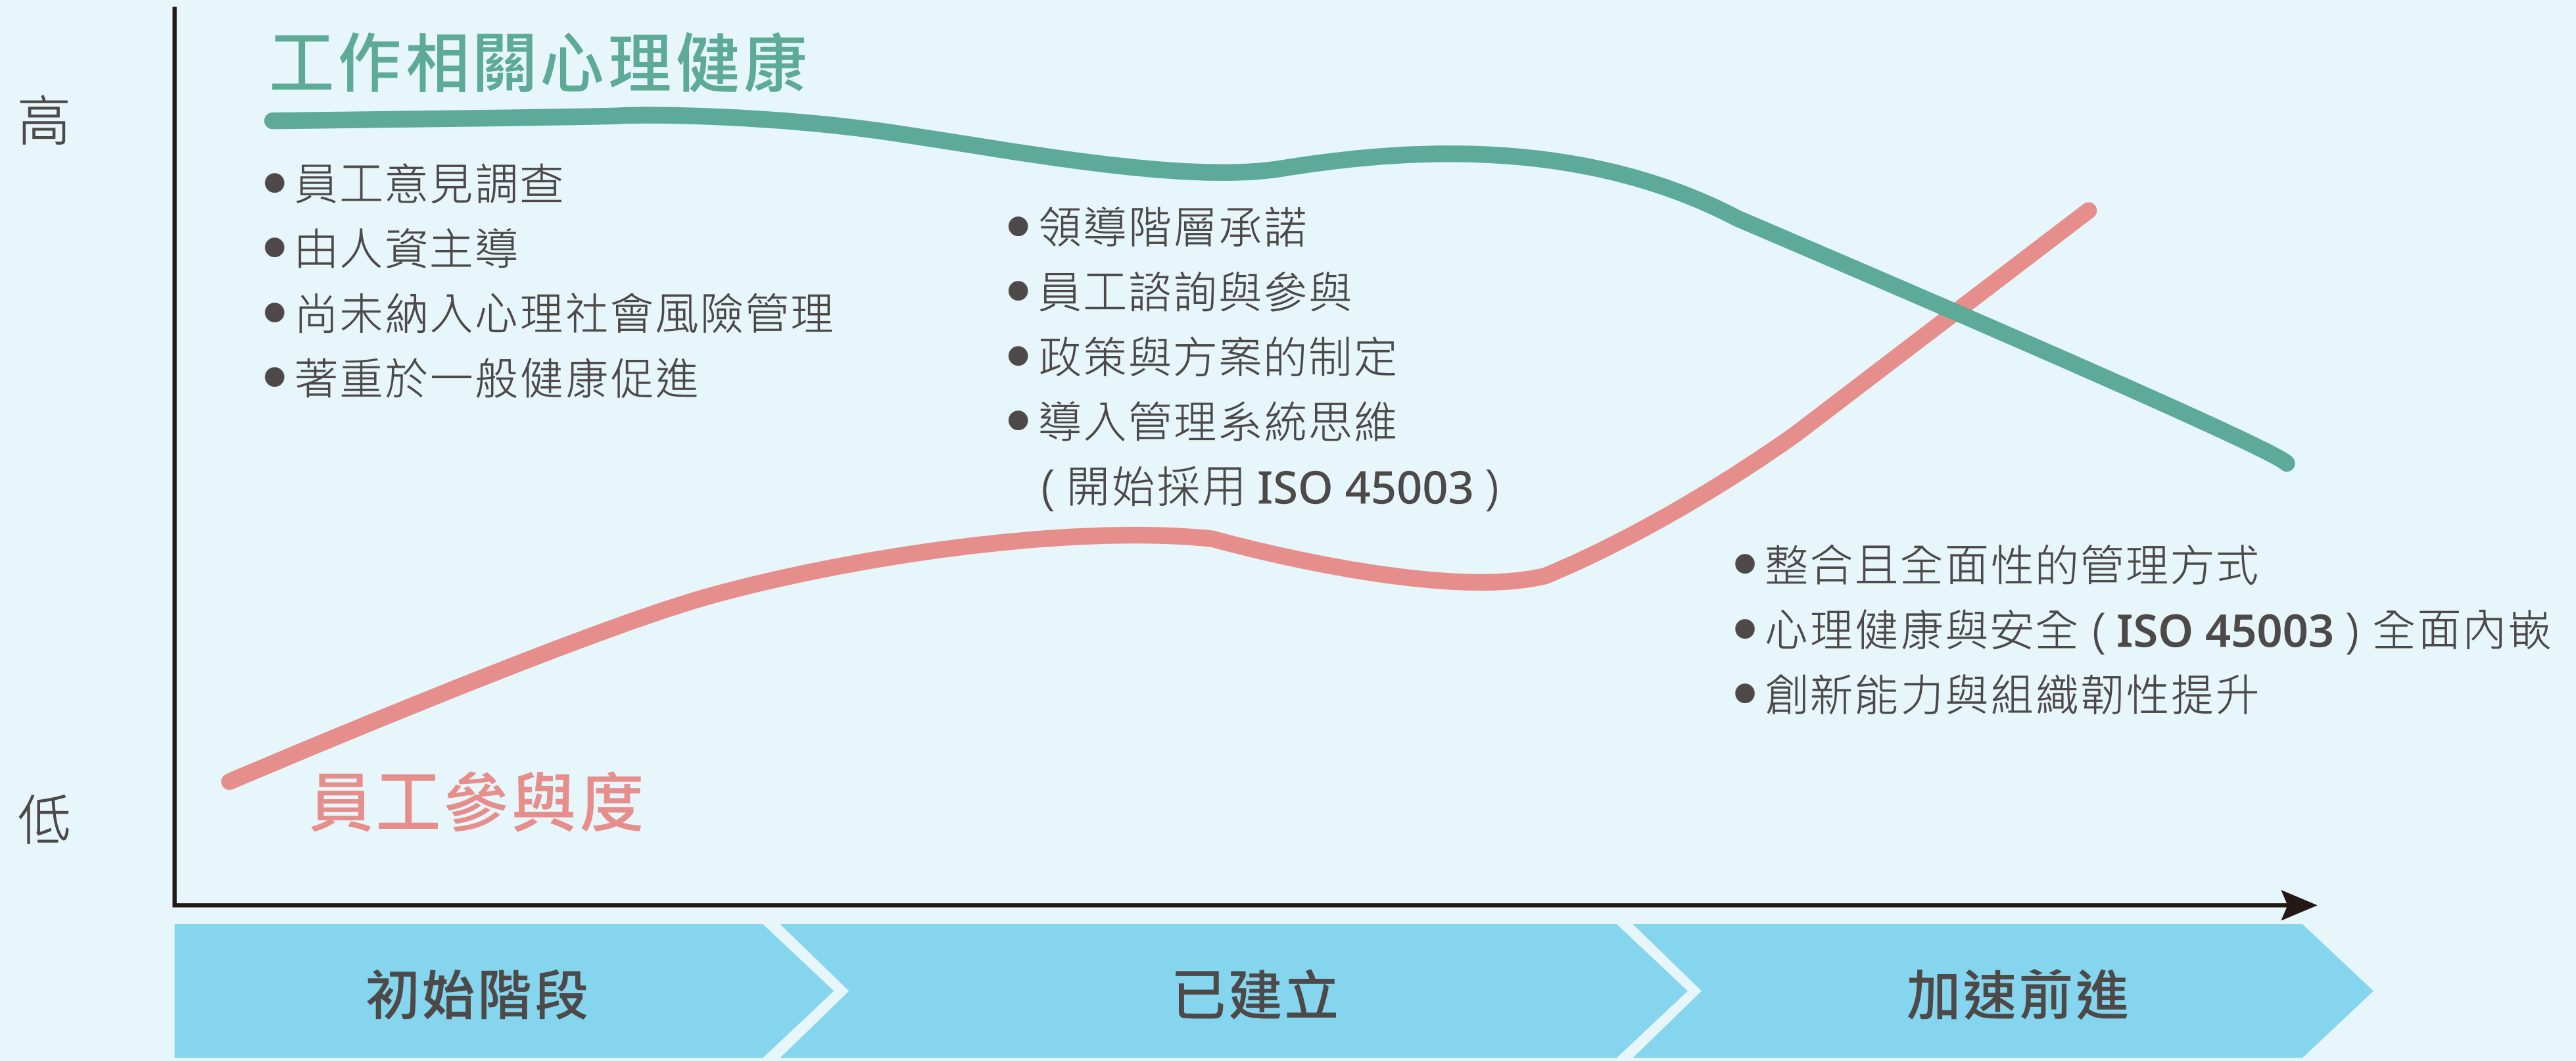 高
工作相關心理健康
●員工意見調查
●由人資主導
●尚未納入心理社會風險管理
●著重於一般健康促進
●領導階層承諾
●員工諮詢與參與
●政策與方案的制定
●導入管理系統思維
( 開始採用 ISO 45003 )
●整合且全面性的管理方式
●心理健康與安全 ( ISO 45003 ) 全面內嵌
●創新能力與組織韌性提升
員工參與度
低
初始階段
已建立
加速前進